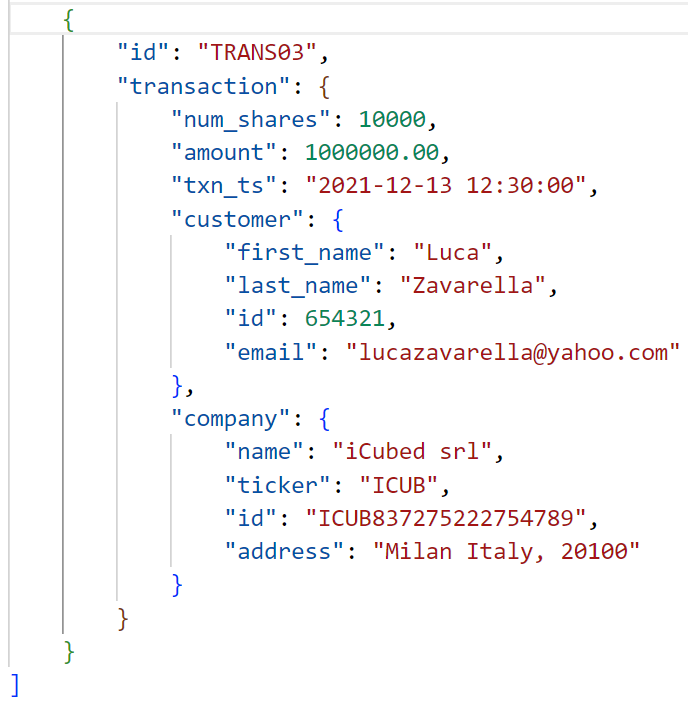 {
"id": "TRANS03",
"transaction": {
"num_shares": 10000,
"amount": 1000000.00,
"txn_ts": "2021-12-13 12:30:00",
"customer": {
"first_name": "Luca",
"last_name": "Zavarella",
"id": 654321,
"email": "lucazavarella@yahoo.com"
},
"company": {
"name": "iCubed srl",
"ticker": "ICUB",
"id": "ICUB837275222754789",
"address": "Milan Italy, 20100"
}
}
}
]